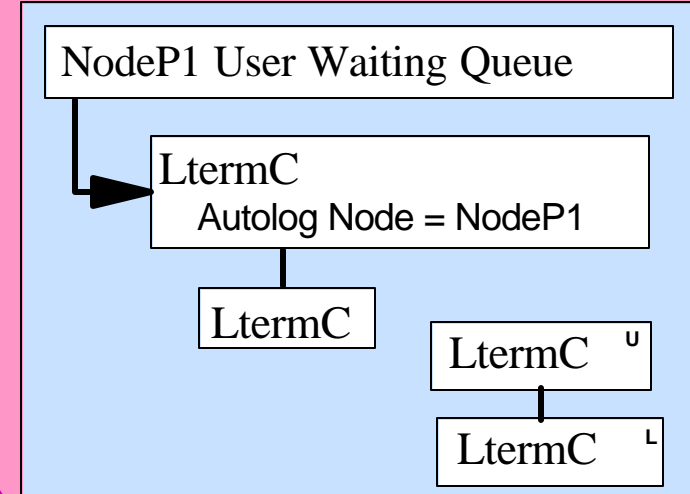 NodeP1 User Waiting Queue
LtermC
Autolog Node = NodeP1
LtermC
LtermC U
LtermC L